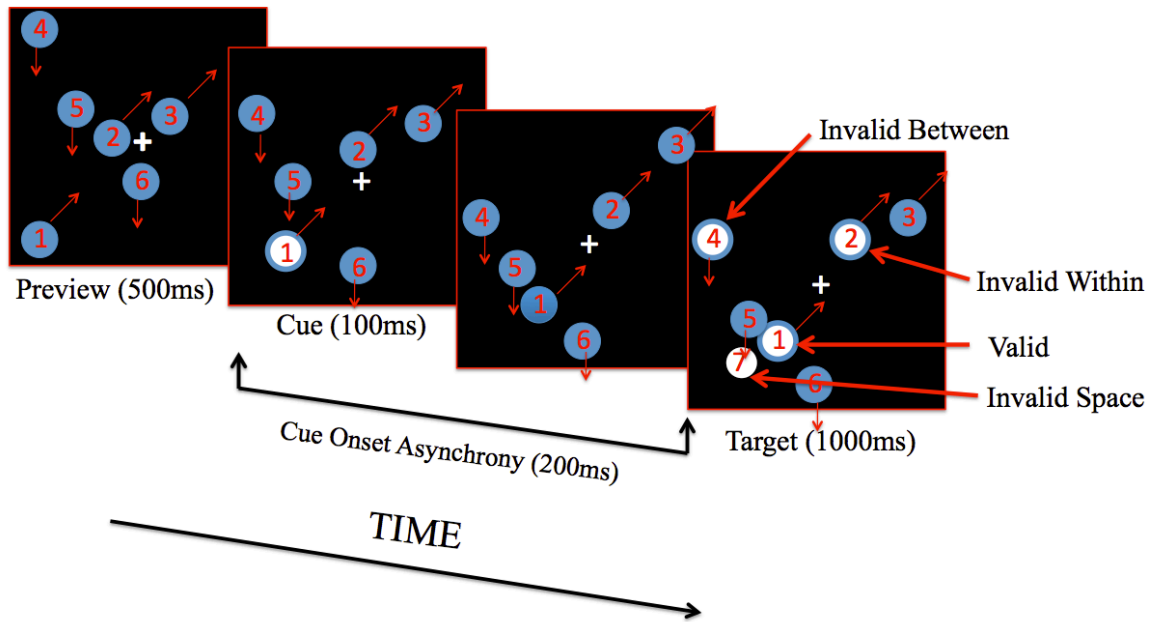 4
5
3
2
6
1
Preview (500ms)
4
3
2
5
1
6
Cue (100ms)
3
2
4
5
1
6
Cue Onset Asynchrony (200ms)
4
2
3
5
1
7
6
Target (1000ms)
Invalid Between
Invalid Within
Valid
Invalid Space
TIME